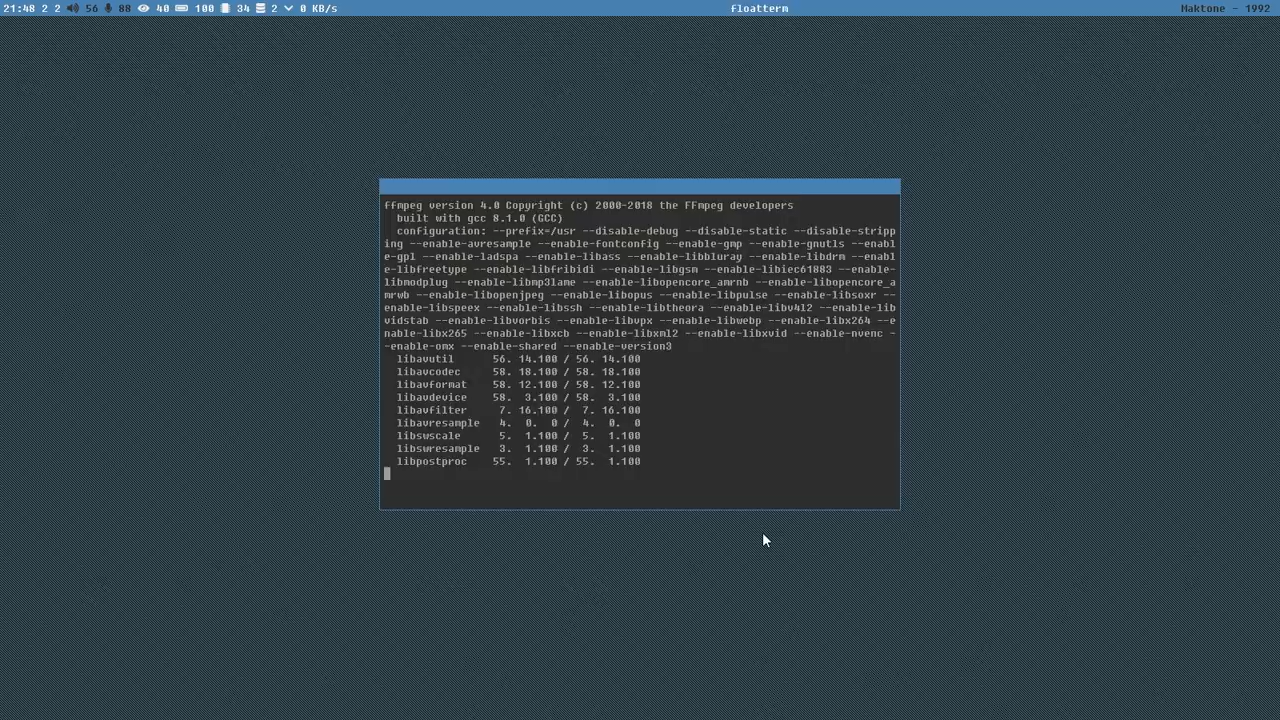 21:48 2 2 56 88 40 100 34 2 0 KB/s
floatterm
Maktone - 1992
ffmpeg version 4.0 Copyright (c) 2000-2018 the FFmpeg developers
built with gcc 8.1.0 (GCC)
configuration: --prefix=/usr --disable-debug --disable-static --disable-stripp
ing --enable-avresample --enable-fontconfig --enable-gmp --enable-gnutls --enabl
e-gpl --enable-ladspa --enable-libass --enable-libbluray --enable-libdrm --enabl
e-libfreetype --enable-libfribidi --enable-libgsm --enable-libiec61883 --enable-
libmodplug --enable-libmp3lame --enable-libopencore_amrnb --enable-libopencore_a
mrwb --enable-libopenjpeg --enable-libopus --enable-libpulse --enable-libsoxr --
enable-libspeex --enable-libssh --enable-libtheora --enable-libv4l2 --enable-lib
vidstab --enable-libvorbis --enable-libvpx --enable-libwebp --enable-libx264 --e
nable-libx265 --enable-libxcb --enable-libxml2 --enable-libxvid --enable-nvenc -
-enable-omx --enable-shared --enable-version3
libavutil 56. 14.100 / 56. 14.100
libavcodec 58. 18.100 / 58. 18.100
libavformat 58. 12.100 / 58. 12.100
libavdevice 58. 3.100 / 58. 3.100
libavfilter 7. 16.100 / 7. 16.100
libavresample 4. 0. 0 / 4. 0. 0
libswscale 5. 1.100 / 5. 1.100
libswresample 3. 1.100 / 3. 1.100
libpostproc 55. 1.100 / 55. 1.100